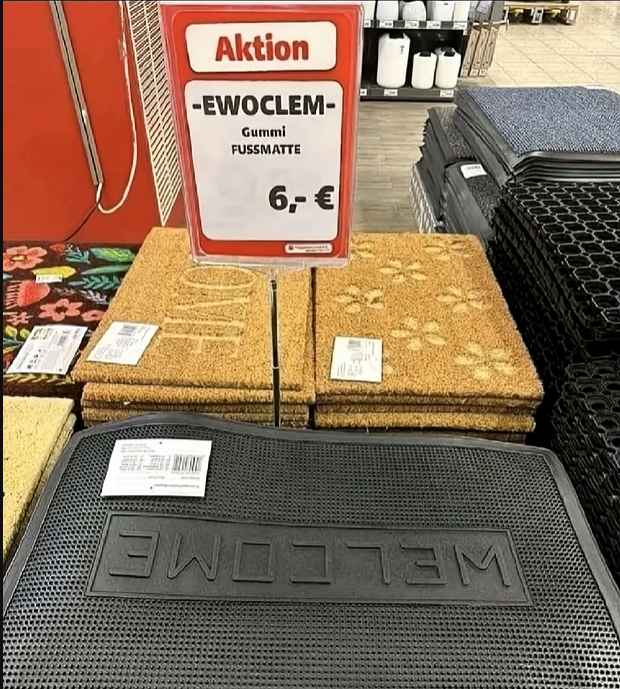 Aktion
-EWOCLEM-
Gummi
FUSSMATTE
6,- €
WELCOME